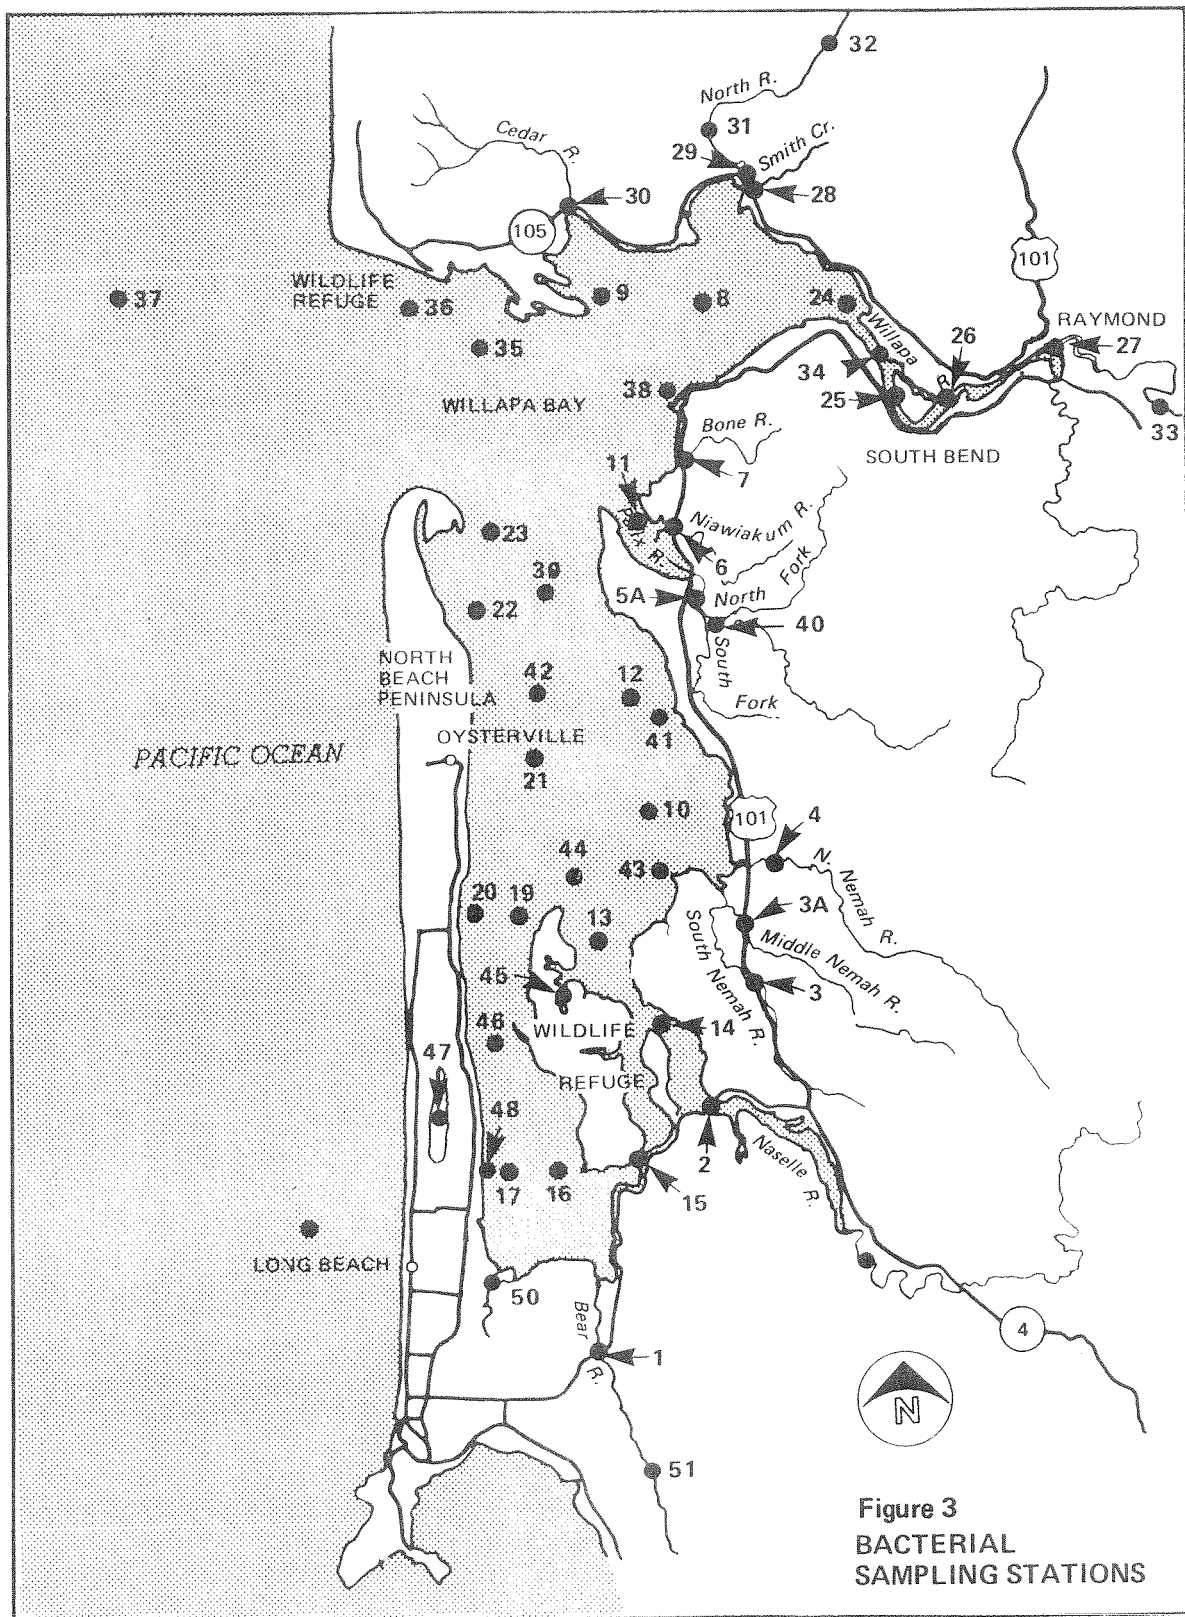 32
North R.
31
Cedar R.
29
Smith Cr.
30
28
105
101
WILDLIFE
REFUGE
37
36
9
8
24
Willapa R.
26
RAYMOND
27
35
34
38
25
WILLAPA BAY
33
Bone R.
SOUTH BEND
11
7
Palix R.
Niawiakum R.
23
6
39
5A
North Fork
22
40
South Fork
NORTH
BEACH
PENINSULA
42
12
41
OYSTERVILLE
PACIFIC OCEAN
21
10
101
4
44
43
N. Nemah R.
20
19
13
3A
South Nemah R.
Middle Nemah R.
45
3
WILDLIFE
REFUGE
14
46
47
48
2
Naselle R.
17
16
15
LONG BEACH
50
Bear R.
4
1
N
51
Figure 3
BACTERIAL
SAMPLING STATIONS